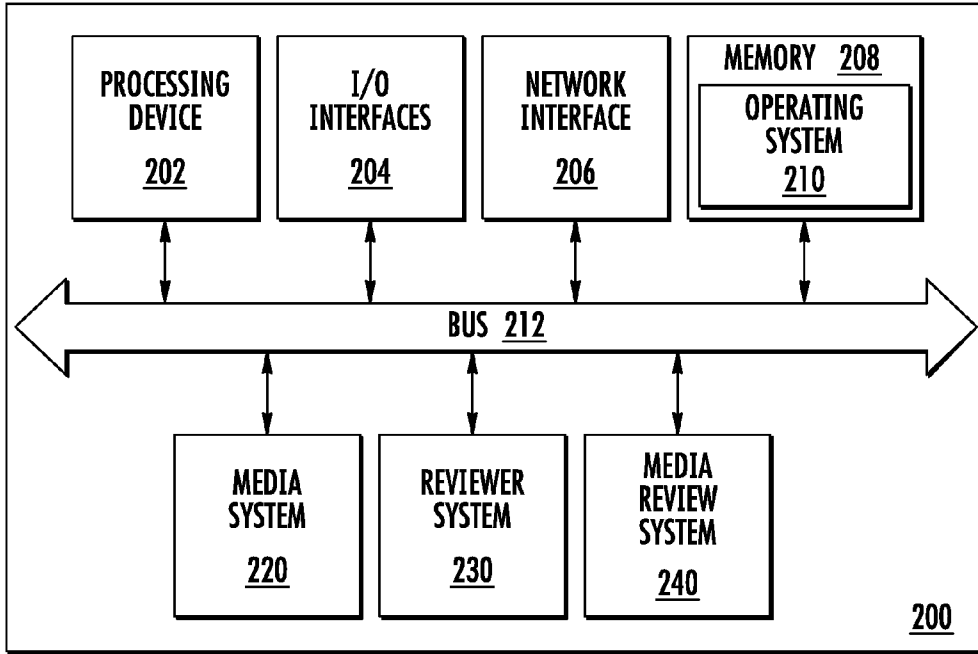 PROCESSING
DEVICE
202
I/O
INTERFACES
204
NETWORK
INTERFACE
206
MEMORY 208
OPERATING
SYSTEM
210
BUS 212
MEDIA
SYSTEM
220
REVIEWER
SYSTEM
230
MEDIA
REVIEW
SYSTEM
240
200